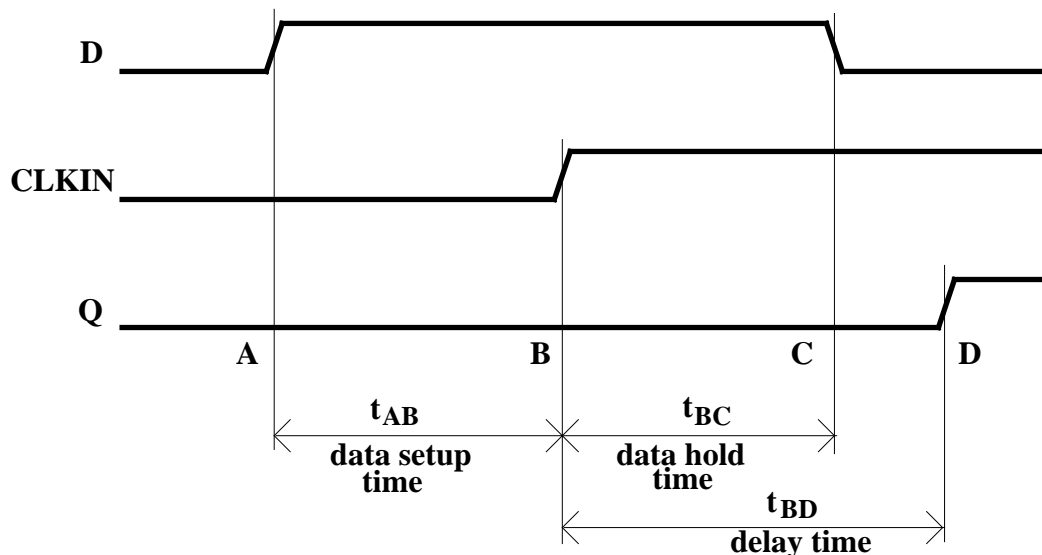 D
CLKIN
Q
A B C D
tAB tBC
data setup time data hold time
tBD
delay time